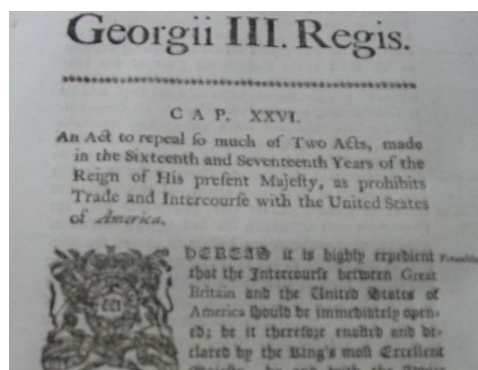 Georgii III. Regis.
CAP. XXVI.
An Act to repeal ſo much of Two Acts, made
in the Sixteenth and Seventeenth Years of the
Reign of His preſent Majeſty, as prohibits
Trade and Intercourſe with the United States
of America.
HEREAS it is highly expedient
that the Intercourſe between Great
Britain and the United States of
America ſhould be immediately open-
ed; be it therefore enacted and de-
clared by the King's moſt Excellent